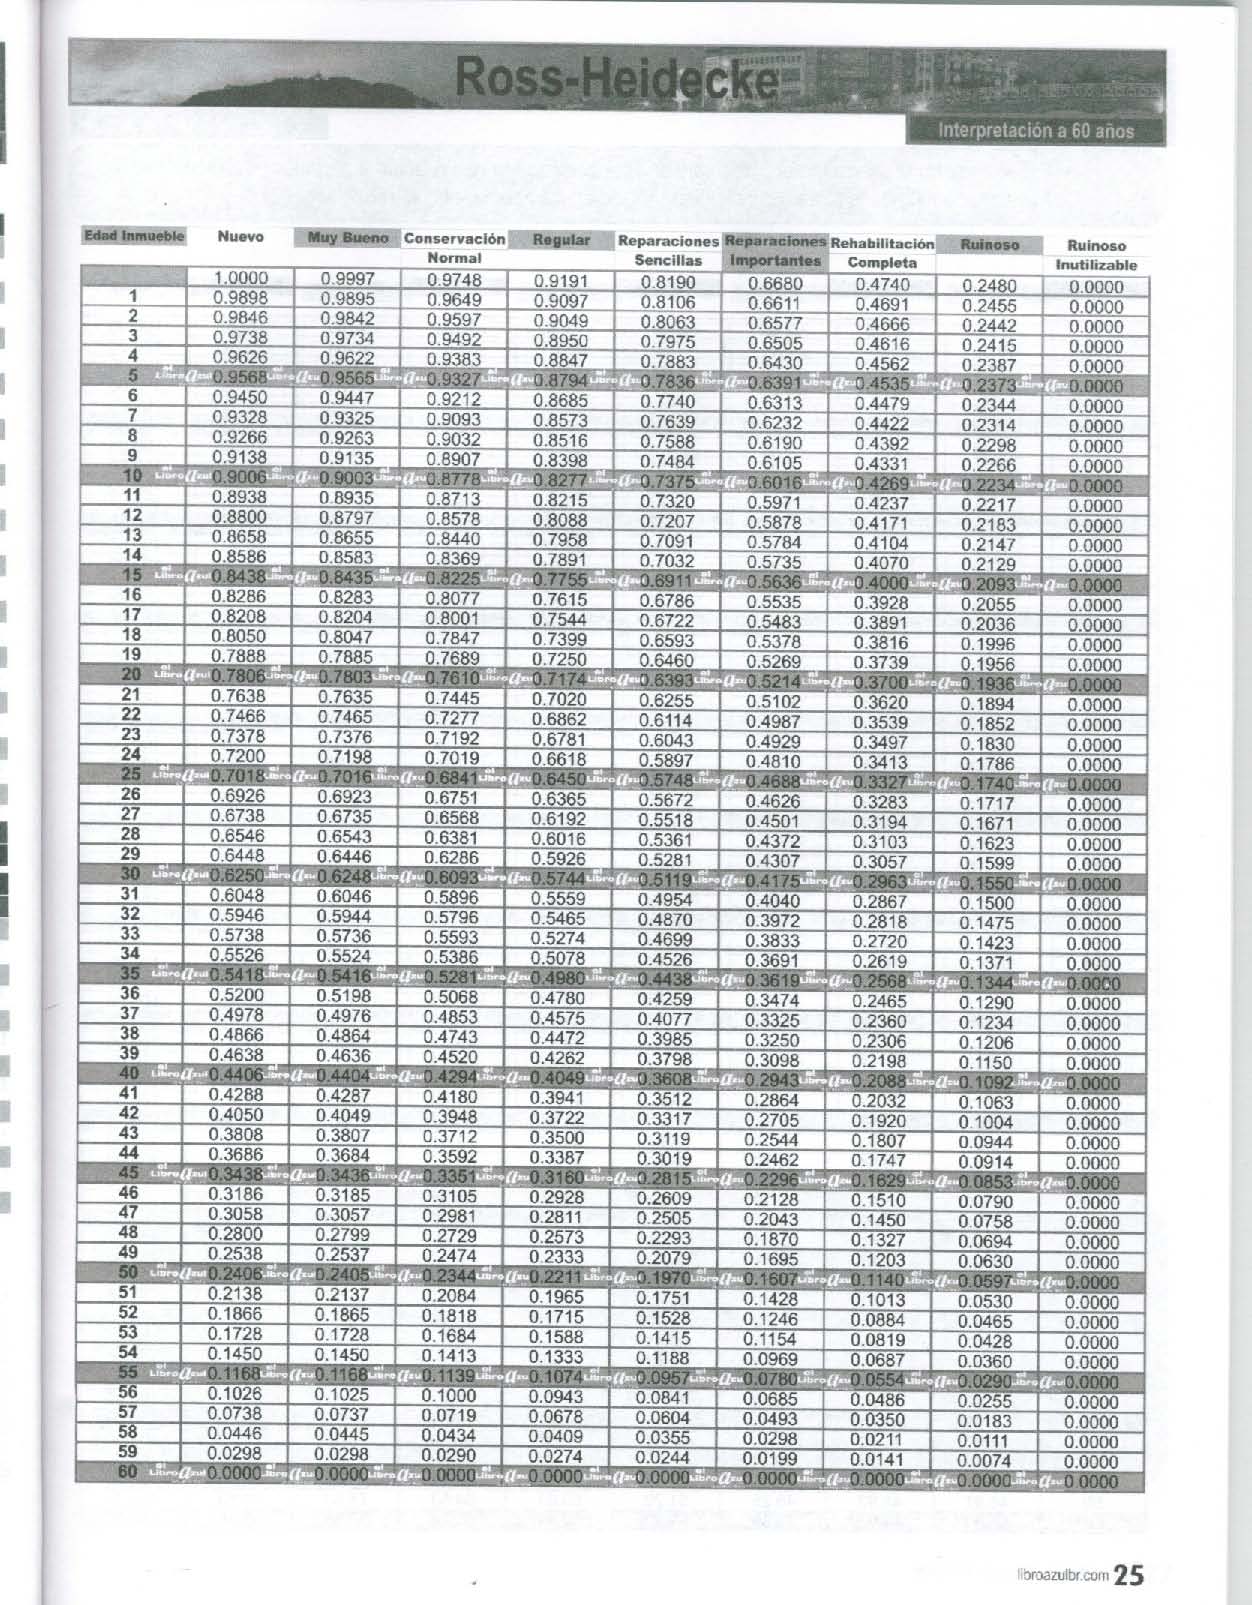 Ross-Heidecke
Interpretación a 60 años
Edad Inmueble Nuevo Muy Bueno Conservación Normal Regular Reparaciones Sencillas Reparaciones Importantes Rehabilitación Completa Ruinoso Ruinoso Inutilizable
1.0000 0.9997 0.9748 0.9191 0.8190 0.6680 0.4740 0.2480 0.0000
1 0.9898 0.9895 0.9649 0.9097 0.8106 0.6611 0.4691 0.2455 0.0000
2 0.9846 0.9842 0.9597 0.9049 0.8063 0.6577 0.4666 0.2442 0.0000
3 0.9738 0.9734 0.9492 0.8950 0.7975 0.6505 0.4616 0.2415 0.0000
4 0.9626 0.9622 0.9383 0.8847 0.7883 0.6430 0.4562 0.2387 0.0000
5 0.9568 0.9565 0.9327 0.8794 0.7836 0.6391 0.4535 0.2373 0.0000
6 0.9450 0.9447 0.9212 0.8685 0.7740 0.6313 0.4479 0.2344 0.0000
7 0.9328 0.9325 0.9093 0.8573 0.7639 0.6232 0.4422 0.2314 0.0000
8 0.9266 0.9263 0.9032 0.8516 0.7588 0.6190 0.4392 0.2298 0.0000
9 0.9138 0.9135 0.8907 0.8398 0.7484 0.6105 0.4331 0.2266 0.0000
10 0.9006 0.9003 0.8778 0.8277 0.7375 0.6016 0.4269 0.2234 0.0000
11 0.8938 0.8935 0.8713 0.8215 0.7320 0.5971 0.4237 0.2217 0.0000
12 0.8800 0.8797 0.8578 0.8088 0.7207 0.5878 0.4171 0.2183 0.0000
13 0.8658 0.8655 0.8440 0.7958 0.7091 0.5784 0.4104 0.2147 0.0000
14 0.8586 0.8583 0.8369 0.7891 0.7032 0.5735 0.4070 0.2129 0.0000
15 0.8438 0.8435 0.8225 0.7755 0.6911 0.5636 0.4000 0.2093 0.0000
16 0.8286 0.8283 0.8077 0.7615 0.6786 0.5535 0.3928 0.2055 0.0000
17 0.8208 0.8204 0.8001 0.7544 0.6722 0.5483 0.3891 0.2036 0.0000
18 0.8050 0.8047 0.7847 0.7399 0.6593 0.5378 0.3816 0.1996 0.0000
19 0.7888 0.7885 0.7689 0.7250 0.6460 0.5269 0.3739 0.1956 0.0000
20 0.7806 0.7803 0.7610 0.7174 0.6393 0.5214 0.3700 0.1936 0.0000
21 0.7638 0.7635 0.7445 0.7020 0.6255 0.5102 0.3620 0.1894 0.0000
22 0.7466 0.7465 0.7277 0.6862 0.6114 0.4987 0.3539 0.1852 0.0000
23 0.7378 0.7376 0.7192 0.6781 0.6043 0.4929 0.3497 0.1830 0.0000
24 0.7200 0.7198 0.7019 0.6618 0.5897 0.4810 0.3413 0.1786 0.0000
25 0.7018 0.7016 0.6841 0.6450 0.5748 0.4688 0.3327 0.1740 0.0000
26 0.6926 0.6923 0.6751 0.6365 0.5672 0.4626 0.3283 0.1717 0.0000
27 0.6738 0.6735 0.6568 0.6192 0.5518 0.4501 0.3194 0.1671 0.0000
28 0.6546 0.6543 0.6381 0.6016 0.5361 0.4372 0.3103 0.1623 0.0000
29 0.6448 0.6446 0.6286 0.5926 0.5281 0.4307 0.3057 0.1599 0.0000
30 0.6250 0.6248 0.6093 0.5744 0.5119 0.4175 0.2963 0.1550 0.0000
31 0.6048 0.6046 0.5896 0.5559 0.4954 0.4040 0.2867 0.1500 0.0000
32 0.5946 0.5944 0.5796 0.5465 0.4870 0.3972 0.2818 0.1475 0.0000
33 0.5738 0.5736 0.5593 0.5274 0.4699 0.3833 0.2720 0.1423 0.0000
34 0.5526 0.5524 0.5386 0.5078 0.4526 0.3691 0.2619 0.1371 0.0000
35 0.5418 0.5416 0.5281 0.4980 0.4438 0.3619 0.2568 0.1344 0.0000
36 0.5200 0.5198 0.5068 0.4780 0.4259 0.3474 0.2465 0.1290 0.0000
37 0.4978 0.4976 0.4853 0.4575 0.4077 0.3325 0.2360 0.1234 0.0000
38 0.4866 0.4864 0.4743 0.4472 0.3985 0.3250 0.2306 0.1206 0.0000
39 0.4638 0.4636 0.4520 0.4262 0.3798 0.3098 0.2198 0.1150 0.0000
40 0.4406 0.4404 0.4294 0.4049 0.3608 0.2943 0.2088 0.1092 0.0000
41 0.4288 0.4287 0.4180 0.3941 0.3512 0.2864 0.2032 0.1063 0.0000
42 0.4050 0.4049 0.3948 0.3722 0.3317 0.2705 0.1920 0.1004 0.0000
43 0.3808 0.3807 0.3712 0.3500 0.3119 0.2544 0.1807 0.0944 0.0000
44 0.3686 0.3684 0.3592 0.3387 0.3019 0.2462 0.1747 0.0914 0.0000
45 0.3438 0.3436 0.3351 0.3160 0.2815 0.2296 0.1629 0.0853 0.0000
46 0.3186 0.3185 0.3105 0.2928 0.2609 0.2128 0.1510 0.0790 0.0000
47 0.3058 0.3057 0.2981 0.2811 0.2505 0.2043 0.1450 0.0758 0.0000
48 0.2800 0.2799 0.2729 0.2573 0.2293 0.1870 0.1327 0.0694 0.0000
49 0.2538 0.2537 0.2474 0.2333 0.2079 0.1695 0.1203 0.0630 0.0000
50 0.2406 0.2405 0.2344 0.2211 0.1970 0.1607 0.1140 0.0597 0.0000
51 0.2138 0.2137 0.2084 0.1965 0.1751 0.1428 0.1013 0.0530 0.0000
52 0.1866 0.1865 0.1818 0.1715 0.1528 0.1246 0.0884 0.0465 0.0000
53 0.1728 0.1728 0.1684 0.1588 0.1415 0.1154 0.0819 0.0428 0.0000
54 0.1450 0.1450 0.1413 0.1333 0.1188 0.0969 0.0687 0.0360 0.0000
55 0.1168 0.1168 0.1139 0.1074 0.0957 0.0780 0.0554 0.0290 0.0000
56 0.1026 0.1025 0.1000 0.0943 0.0841 0.0685 0.0486 0.0255 0.0000
57 0.0738 0.0737 0.0719 0.0678 0.0604 0.0493 0.0350 0.0183 0.0000
58 0.0446 0.0445 0.0434 0.0409 0.0355 0.0298 0.0211 0.0111 0.0000
59 0.0298 0.0298 0.0290 0.0274 0.0244 0.0199 0.0141 0.0074 0.0000
60 0.0000 0.0000 0.0000 0.0000 0.0000 0.0000 0.0000 0.0000 0.0000
libroazulbr.com 25